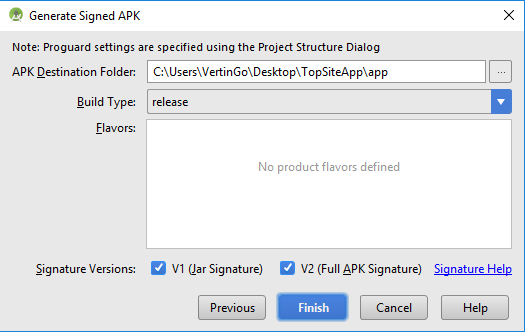 Generate Signed APK
Note: Proguard settings are specified using the Project Structure Dialog
APK Destination Folder: C:\Users\VertinGo\Desktop\TopSiteApp\app ...
Build Type: release
Flavors:
No product flavors defined
Signature Versions: V1 (Jar Signature) V2 (Full APK Signature) Signature Help
Previous Finish Cancel Help